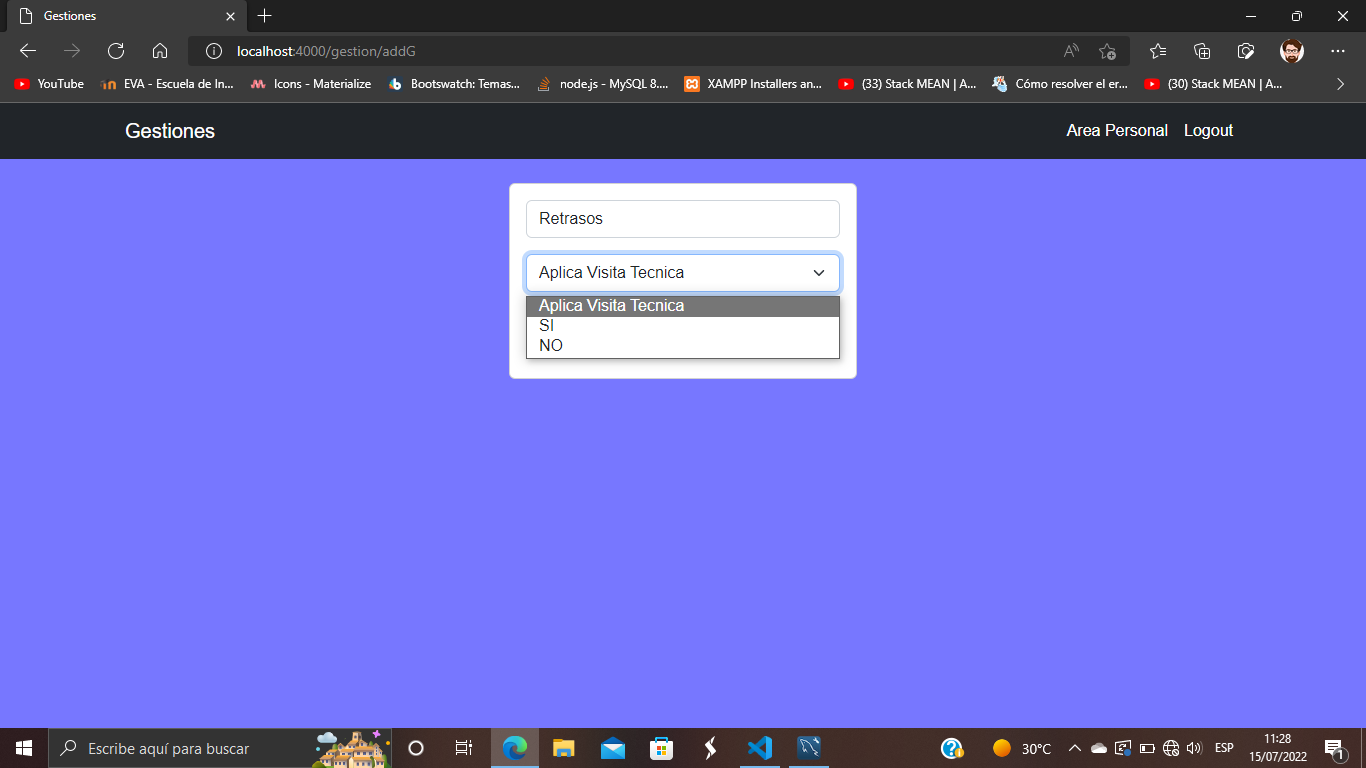 Gestiones
localhost:4000/gestion/addG
YouTube
EVA - Escuela de In...
Icons - Materialize
Bootswatch: Temas...
node.js - MySQL 8....
XAMPP Installers an...
(33) Stack MEAN | A...
Cómo resolver el er...
(30) Stack MEAN | A...
Gestiones
Area Personal
Logout
Retrasos
Aplica Visita Tecnica
Aplica Visita Tecnica
SI
NO
Escribe aquí para buscar
30°C
ESP
11:28
15/07/2022
1